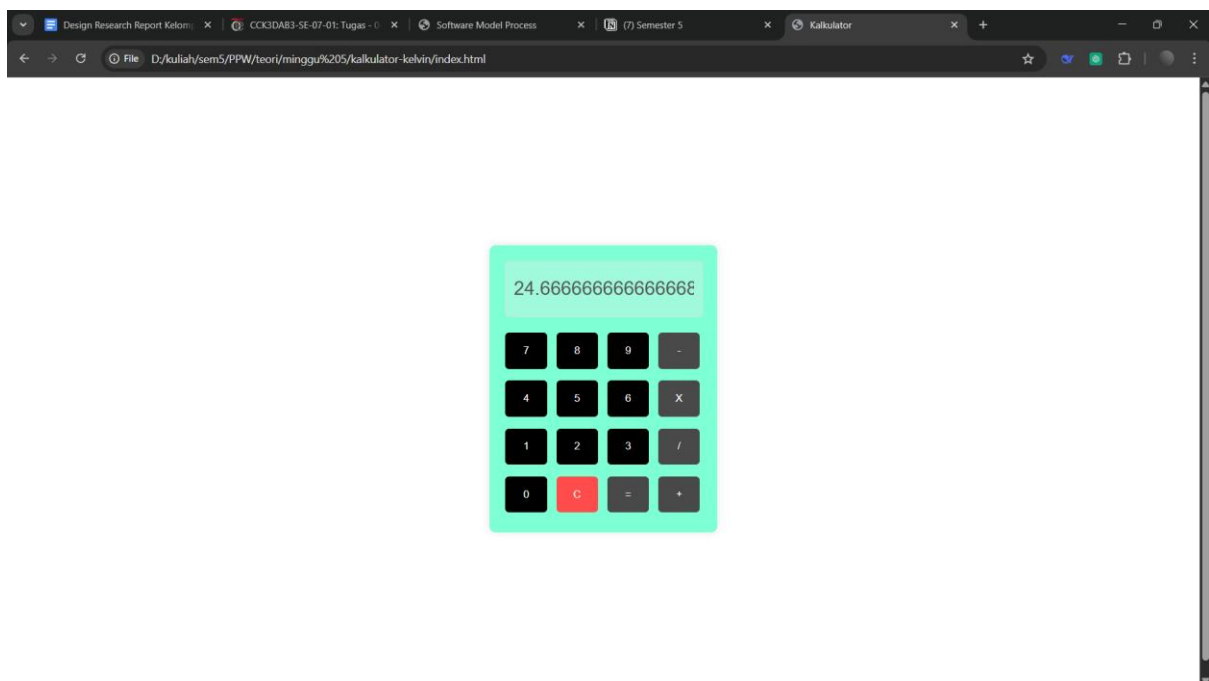 Design Research Report Kelom
CCK3DAB3-SE-07-01: Tugas - 0
Software Model Process
(7) Semester 5
Kalkulator
File D:/kuliah/sem5/PPW/teori/minggu%205/kalkulator-kelvin/index.html
24.666666666666668
7 8 9 -
4 5 6 X
1 2 3 /
0 C = +